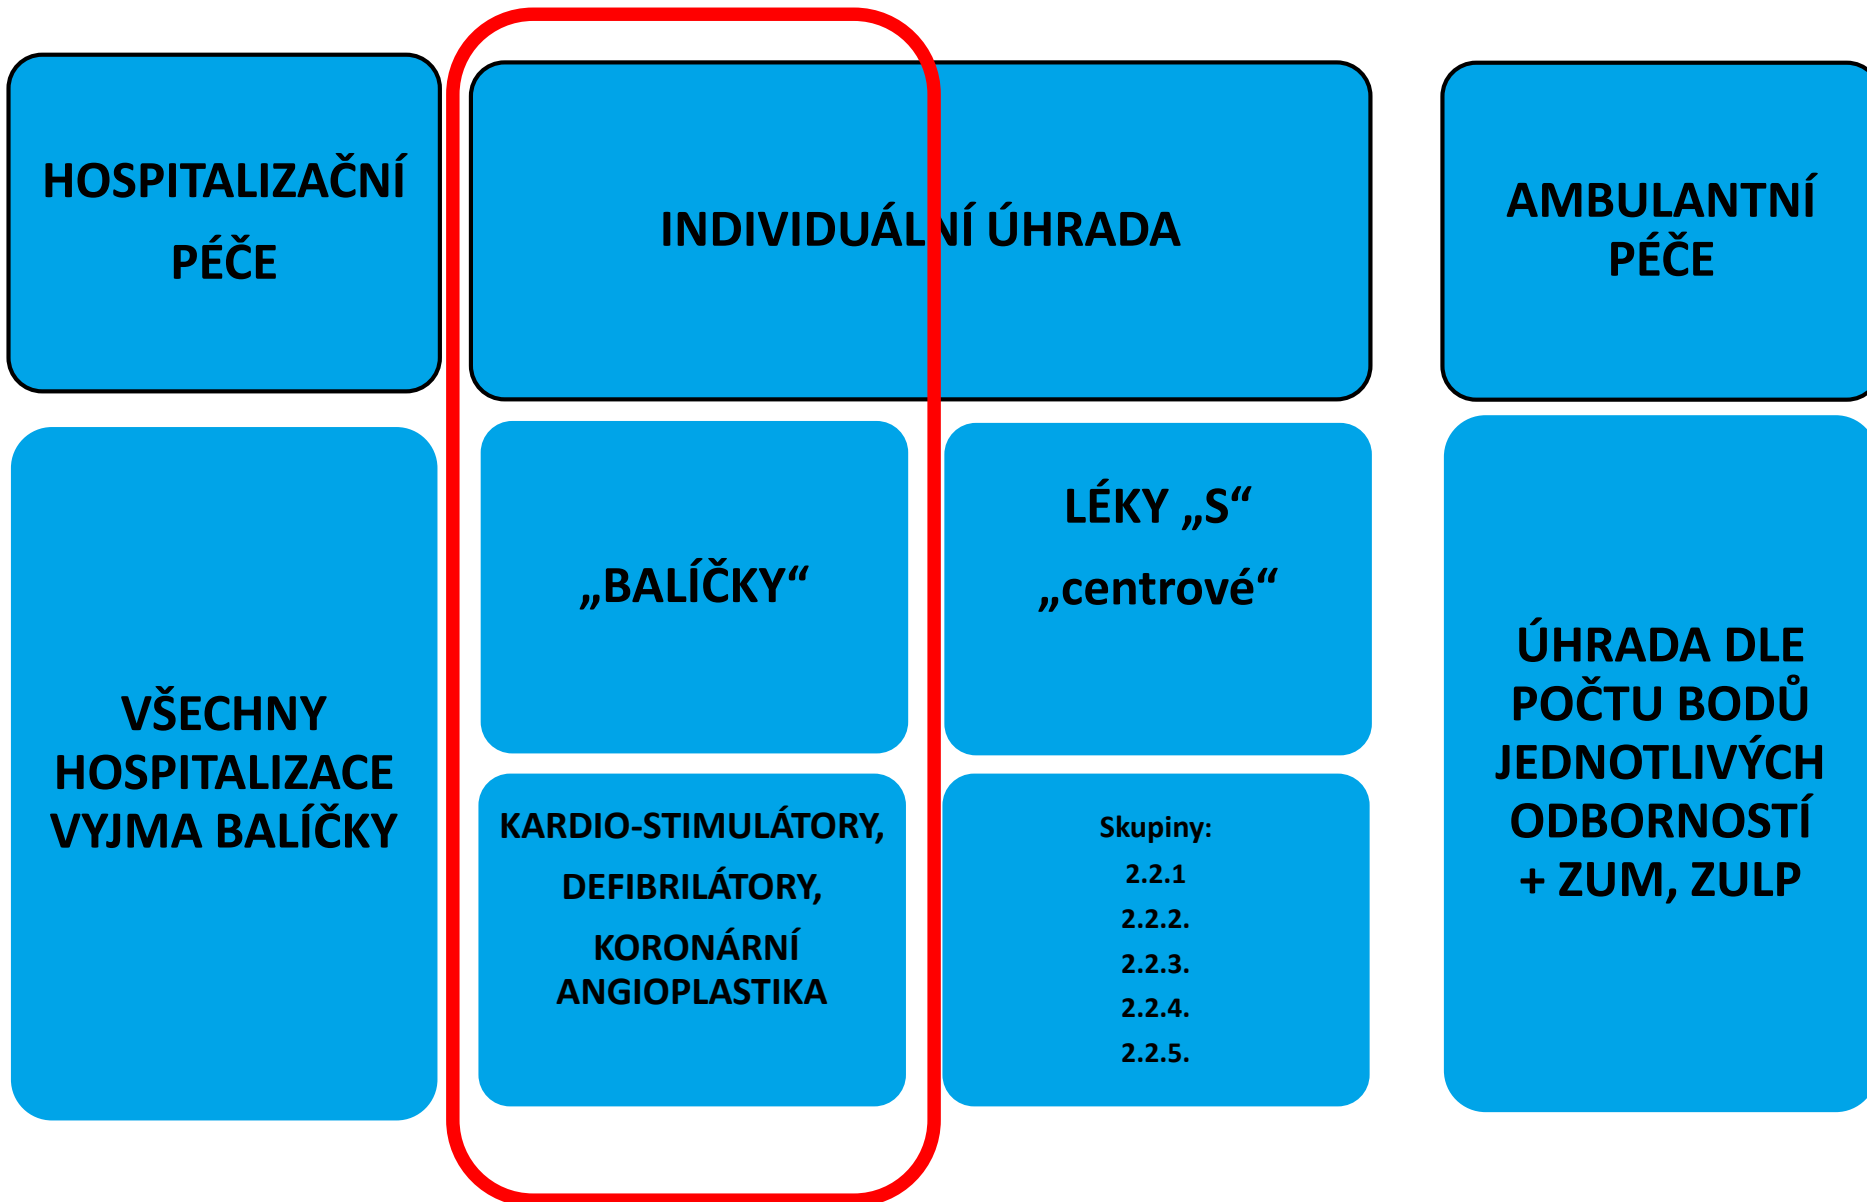 HOSPITALIZAČNÍ
PÉČE
INDIVIDUÁLNÍ ÚHRADA
AMBULANTNÍ
PÉČE
VŠECHNY
HOSPITALIZACE
VYJMA BALÍČKY
„BALÍČKY“
LÉKY „S“
„centrové“
KARDIO-STIMULÁTORY,
DEFIBRILÁTORY,
KORONÁRNÍ
ANGIOPLASTIKA
Skupiny:
2.2.1
2.2.2.
2.2.3.
2.2.4.
2.2.5.
ÚHRADA DLE
POČTU BODŮ
JEDNOTLIVÝCH
ODBORNOSTÍ
+ ZUM, ZULP